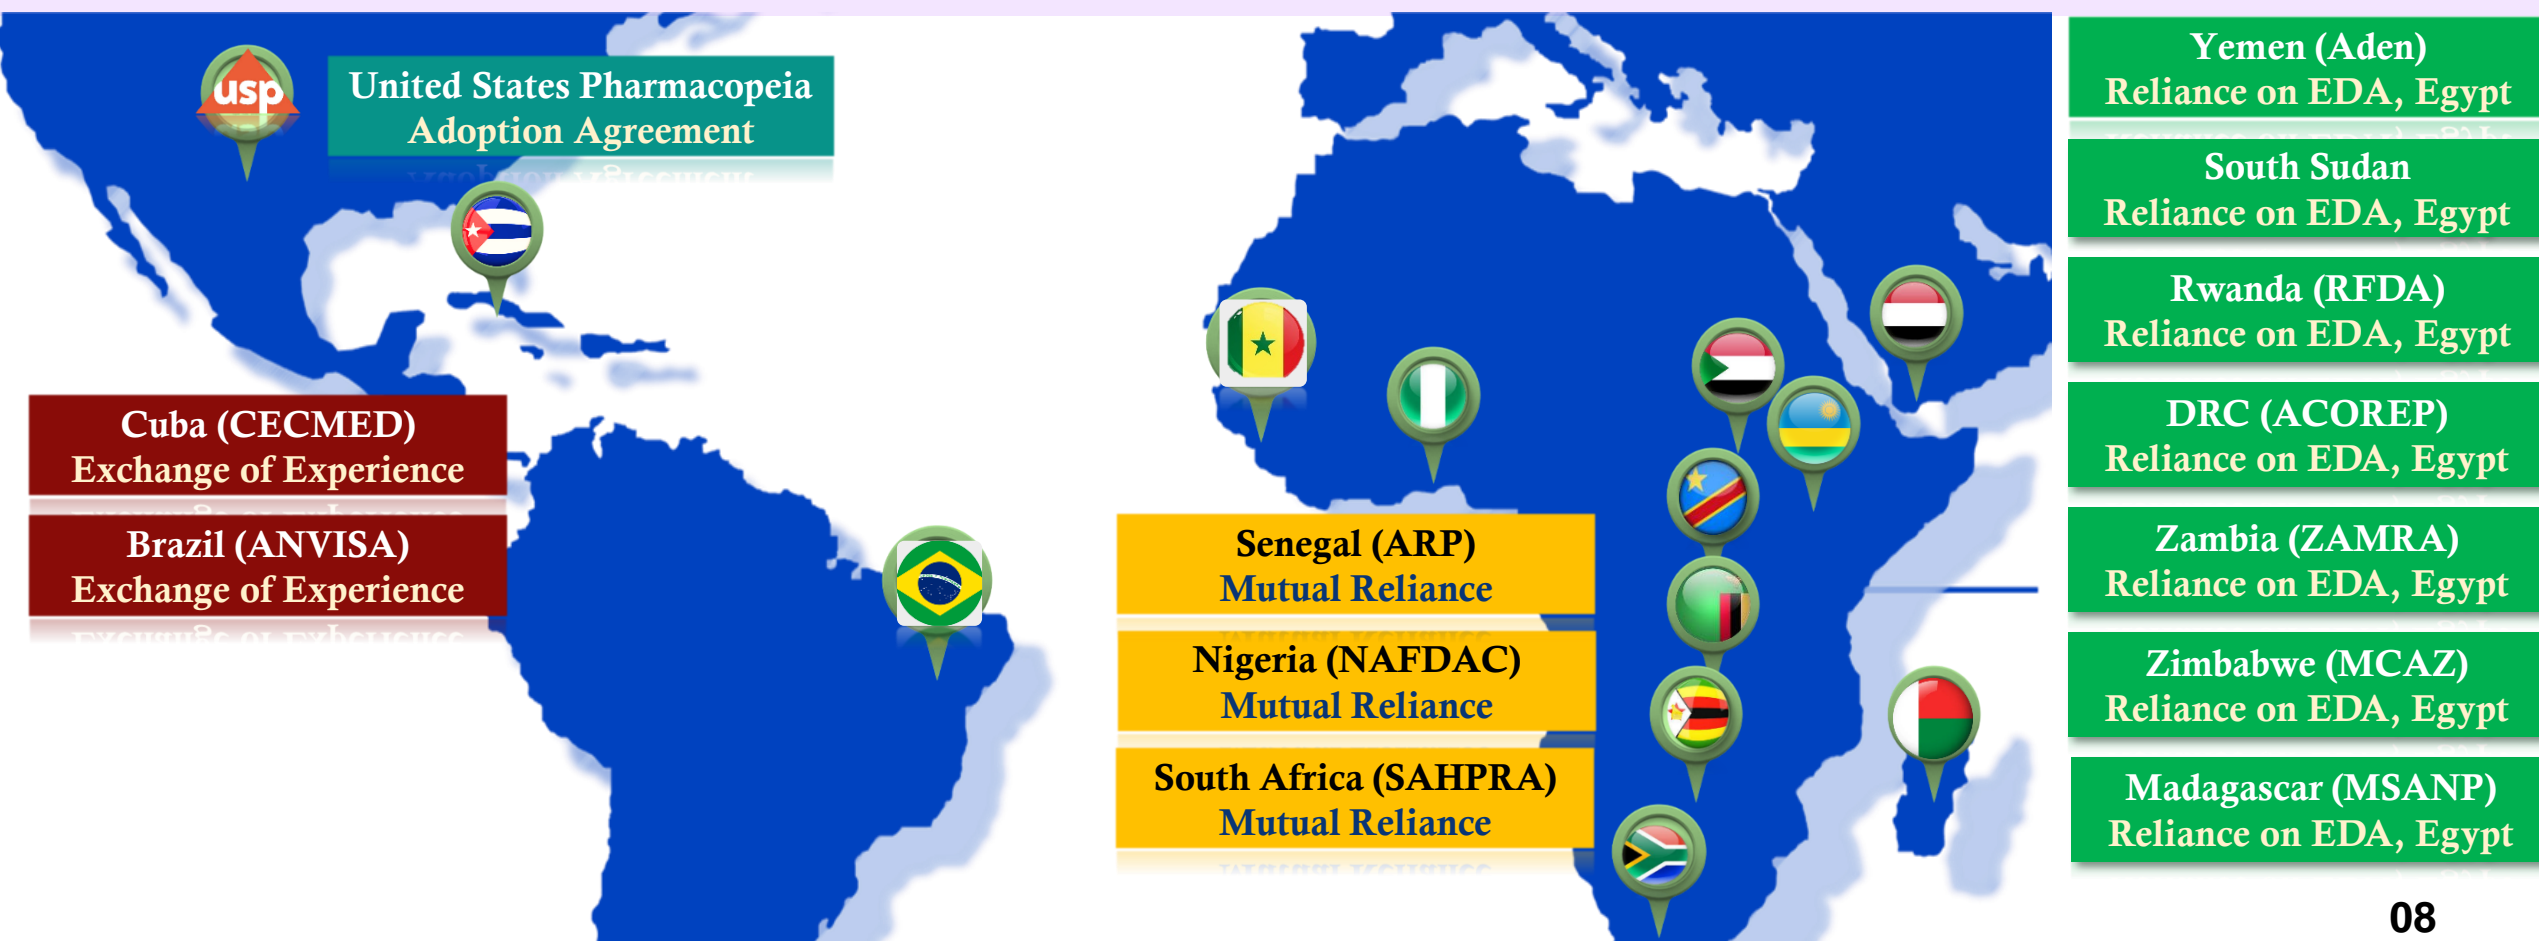 usp
United States Pharmacopeia
Adoption Agreement
Cuba (CECMED)
Exchange of Experience
Brazil (ANVISA)
Exchange of Experience
Senegal (ARP)
Mutual Reliance
Nigeria (NAFDAC)
Mutual Reliance
South Africa (SAHPRA)
Mutual Reliance
Yemen (Aden)
Reliance on EDA, Egypt
South Sudan
Reliance on EDA, Egypt
Rwanda (RFDA)
Reliance on EDA, Egypt
DRC (ACOREP)
Reliance on EDA, Egypt
Zambia (ZAMRA)
Reliance on EDA, Egypt
Zimbabwe (MCAZ)
Reliance on EDA, Egypt
Madagascar (MSANP)
Reliance on EDA, Egypt
08